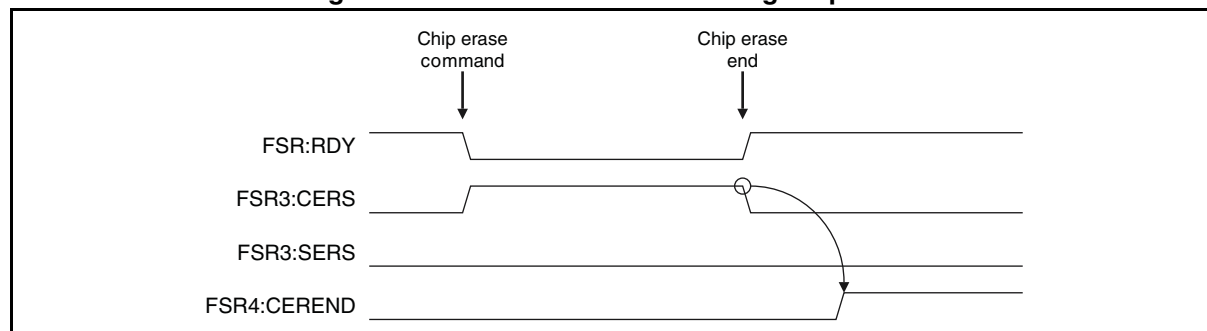 Chip erase
command
Chip erase
end
FSR:RDY
FSR3:CERS
FSR3:SERS
FSR4:CEREND